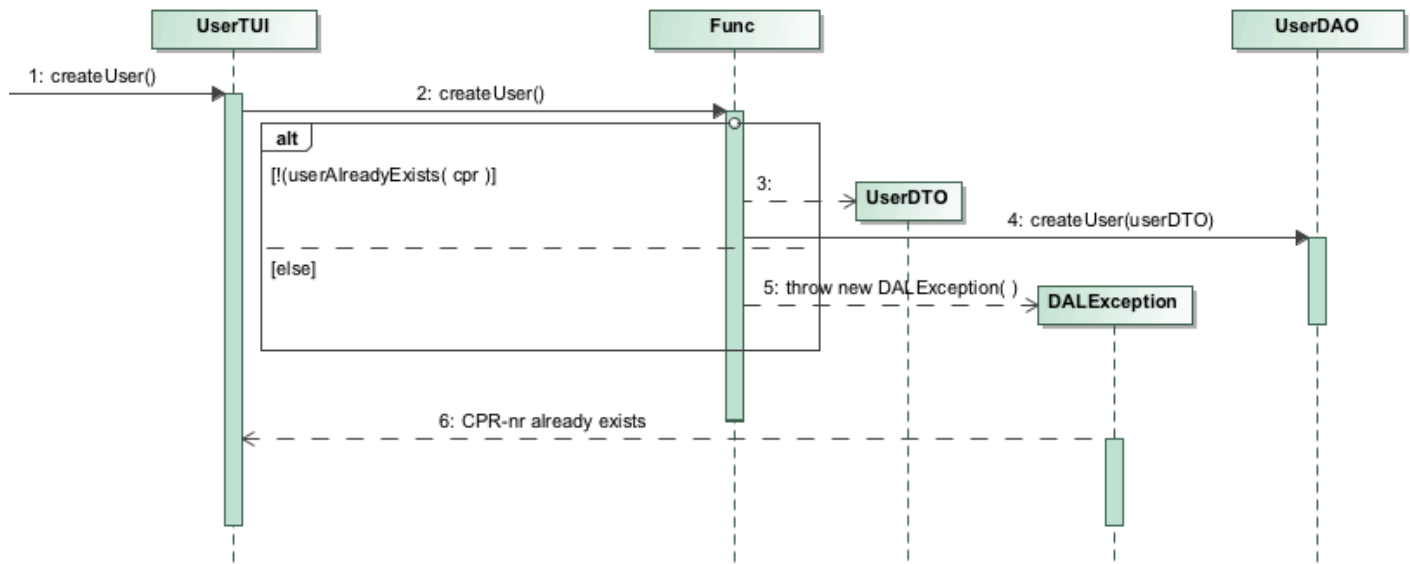 UserTUI
Func
UserDAO
1: createUser()
2: createUser()
alt
[!(userAlreadyExists( cpr )]
3:
UserDTO
4: createUser(userDTO)
[else]
5: throw new DALException( )
DALException
6: CPR-nr already exists